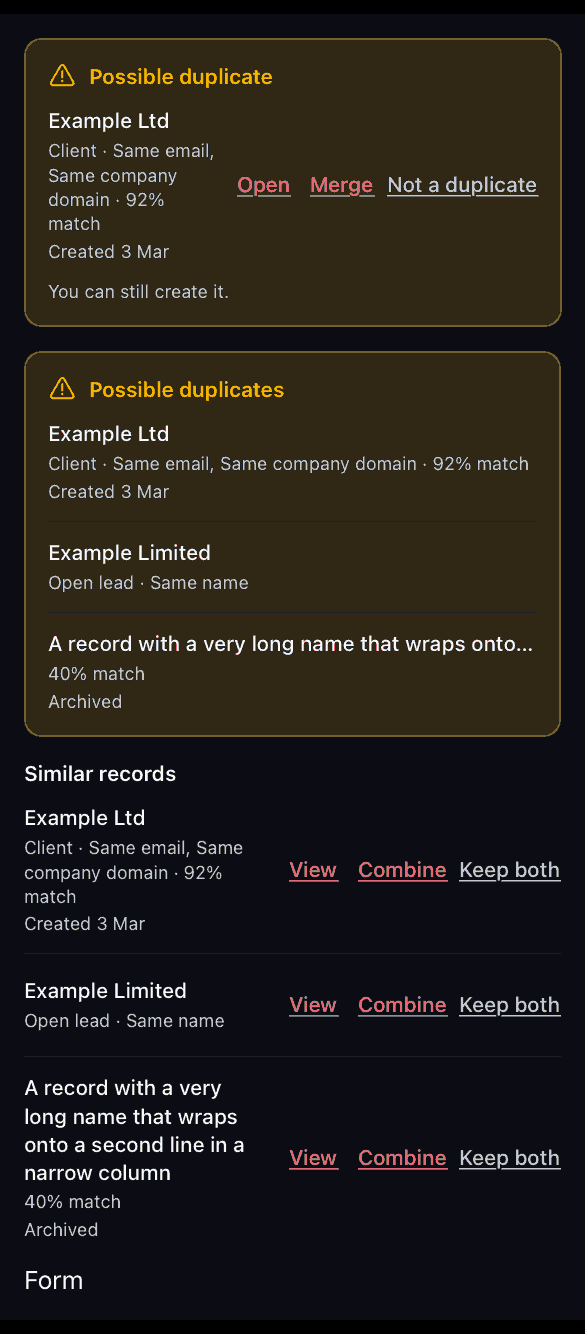 Possible duplicate
Example Ltd
Client · Same email,
Same company
domain · 92%
match
Created 3 Mar
Open Merge Not a duplicate
You can still create it.
Possible duplicates
Example Ltd
Client · Same email, Same company domain · 92% match
Created 3 Mar
Example Limited
Open lead · Same name
A record with a very long name that wraps onto...
40% match
Archived
Similar records
Example Ltd
Client · Same email, Same
company domain · 92%
match
Created 3 Mar
View Combine Keep both
Example Limited
Open lead · Same name
View Combine Keep both
A record with a very
long name that wraps
onto a second line in a
narrow column
40% match
Archived
View Combine Keep both
Form